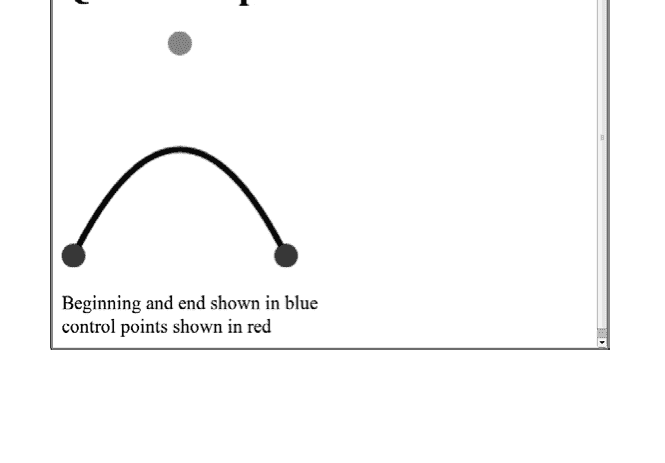 Beginning and end shown in blue
control points shown in red